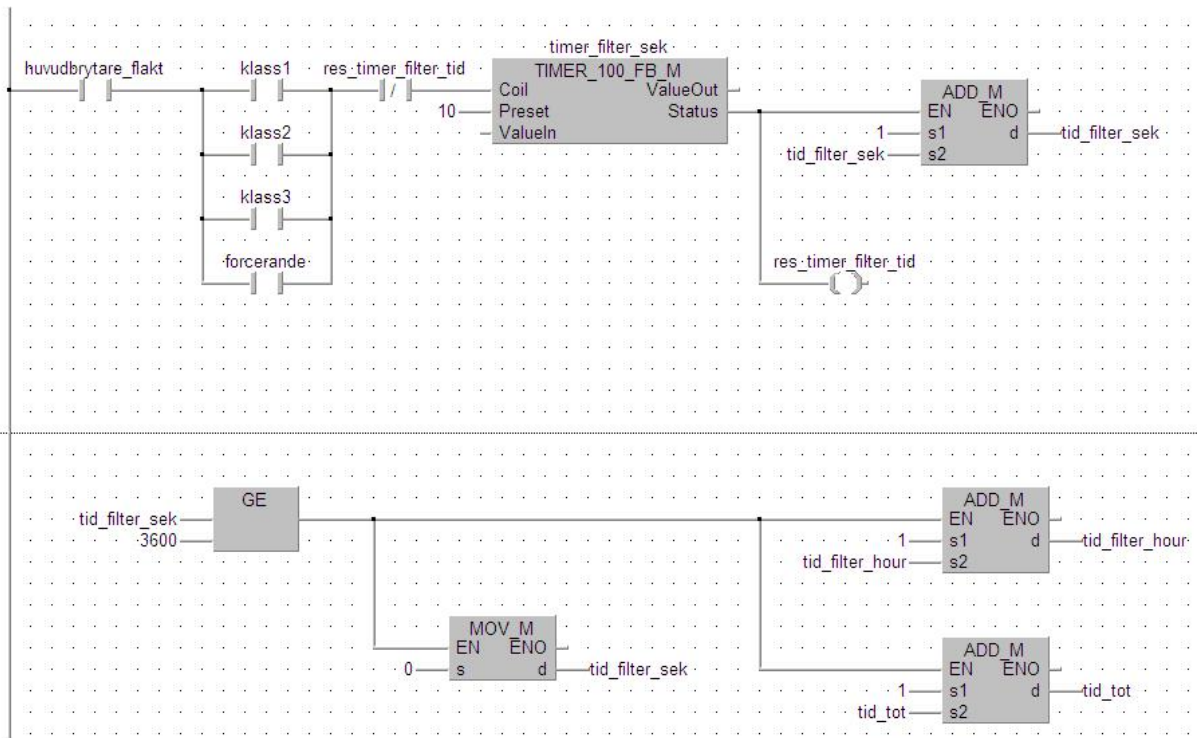 timer_filter_sek
huvudbrytare_flakt klass1 res_timer_filter_tid TIMER_100_FB_M
Coil ValueOut ADD_M
10 Preset Status EN ENO
ValueIn 1 s1 d tid_filter_sek
klass2 tid_filter_sek s2
klass3
forcerande res_timer_filter_tid
/
GE ADD_M
tid_filter_sek EN ENO
3600 1 s1 d tid_filter_hour
tid_filter_hour s2
MOV_M
EN ENO ADD_M
0 s d tid_filter_sek EN ENO
1 s1 d tid_tot
tid_tot s2